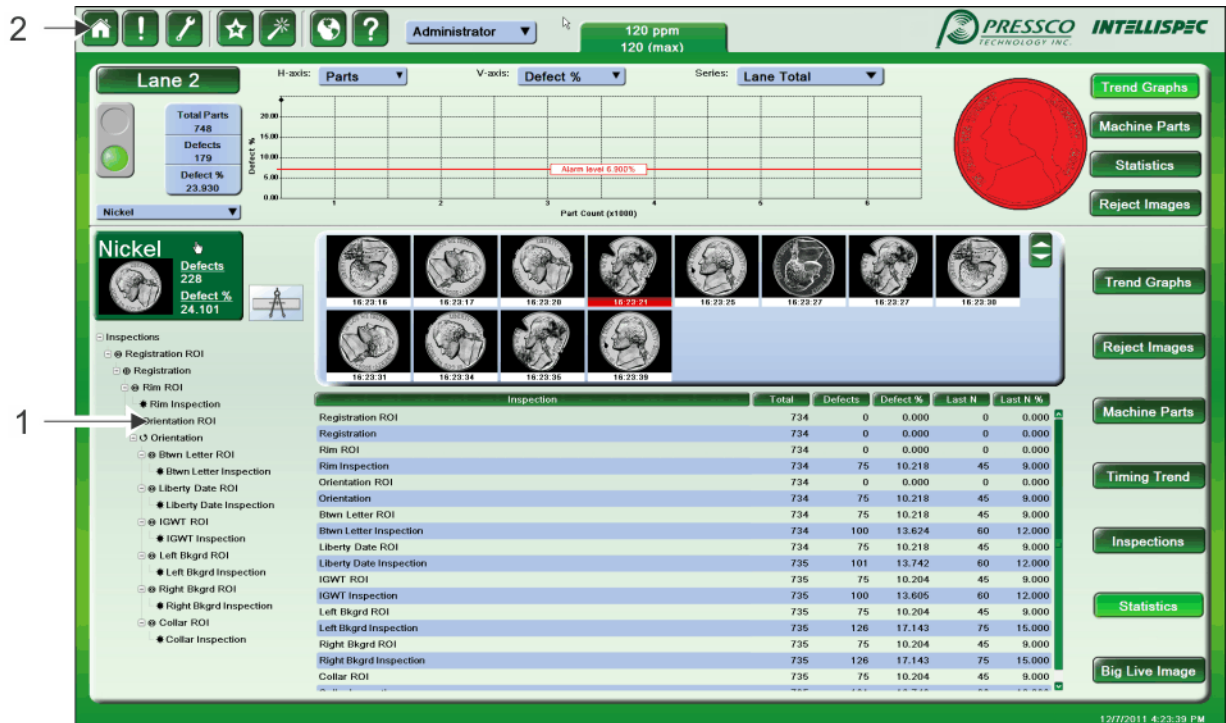 2
Administrator
120 ppm
120 (max)
PRESSCO
TECHNOLOGY INC.
INTELLISPEC
Lane 2
H-axis: Parts
V-axis: Defect %
Series: Lane Total
Trend Graphs
Machine Parts
Statistics
Reject Images
Total Parts
748
Defects
179
Defect %
23.930
Nickel
Defect %
20.00
15.00
10.00
5.00
0.00
Alarm level 6.900%
1 2 3 4 5 6
Part Count (x1000)
Nickel
Defects
228
Defect %
24.101
16:23:16 16:23:17 16:23:20 16:23:21 16:23:25 16:23:27 16:23:27 16:23:30
16:23:31 16:23:34 16:23:35 16:23:39
1
Inspections
Registration ROI
Registration
Rim ROI
Rim Inspection
Orientation ROI
Orientation
Btwn Letter ROI
Btwn Letter Inspection
Liberty Date ROI
Liberty Date Inspection
IGWT ROI
IGWT Inspection
Left Bkgrd ROI
Left Bkgrd Inspection
Right Bkgrd ROI
Right Bkgrd Inspection
Collar ROI
Collar Inspection
Inspection Total Defects Defect % Last N Last N %
Registration ROI 734 0 0.000 0 0.000
Registration 734 0 0.000 0 0.000
Rim ROI 734 0 0.000 0 0.000
Rim Inspection 734 75 10.218 45 9.000
Orientation ROI 734 0 0.000 0 0.000
Orientation 734 75 10.218 45 9.000
Btwn Letter ROI 734 75 10.218 45 9.000
Btwn Letter Inspection 734 100 13.624 60 12.000
Liberty Date ROI 734 75 10.218 45 9.000
Liberty Date Inspection 735 101 13.742 60 12.000
IGWT ROI 735 75 10.204 45 9.000
IGWT Inspection 735 100 13.605 60 12.000
Left Bkgrd ROI 735 75 10.204 45 9.000
Left Bkgrd Inspection 735 126 17.143 75 15.000
Right Bkgrd ROI 735 75 10.204 45 9.000
Right Bkgrd Inspection 735 126 17.143 75 15.000
Collar ROI 735 75 10.204 45 9.000
Trend Graphs
Reject Images
Machine Parts
Timing Trend
Inspections
Statistics
Big Live Image
12/7/2011 4:23:39 PM